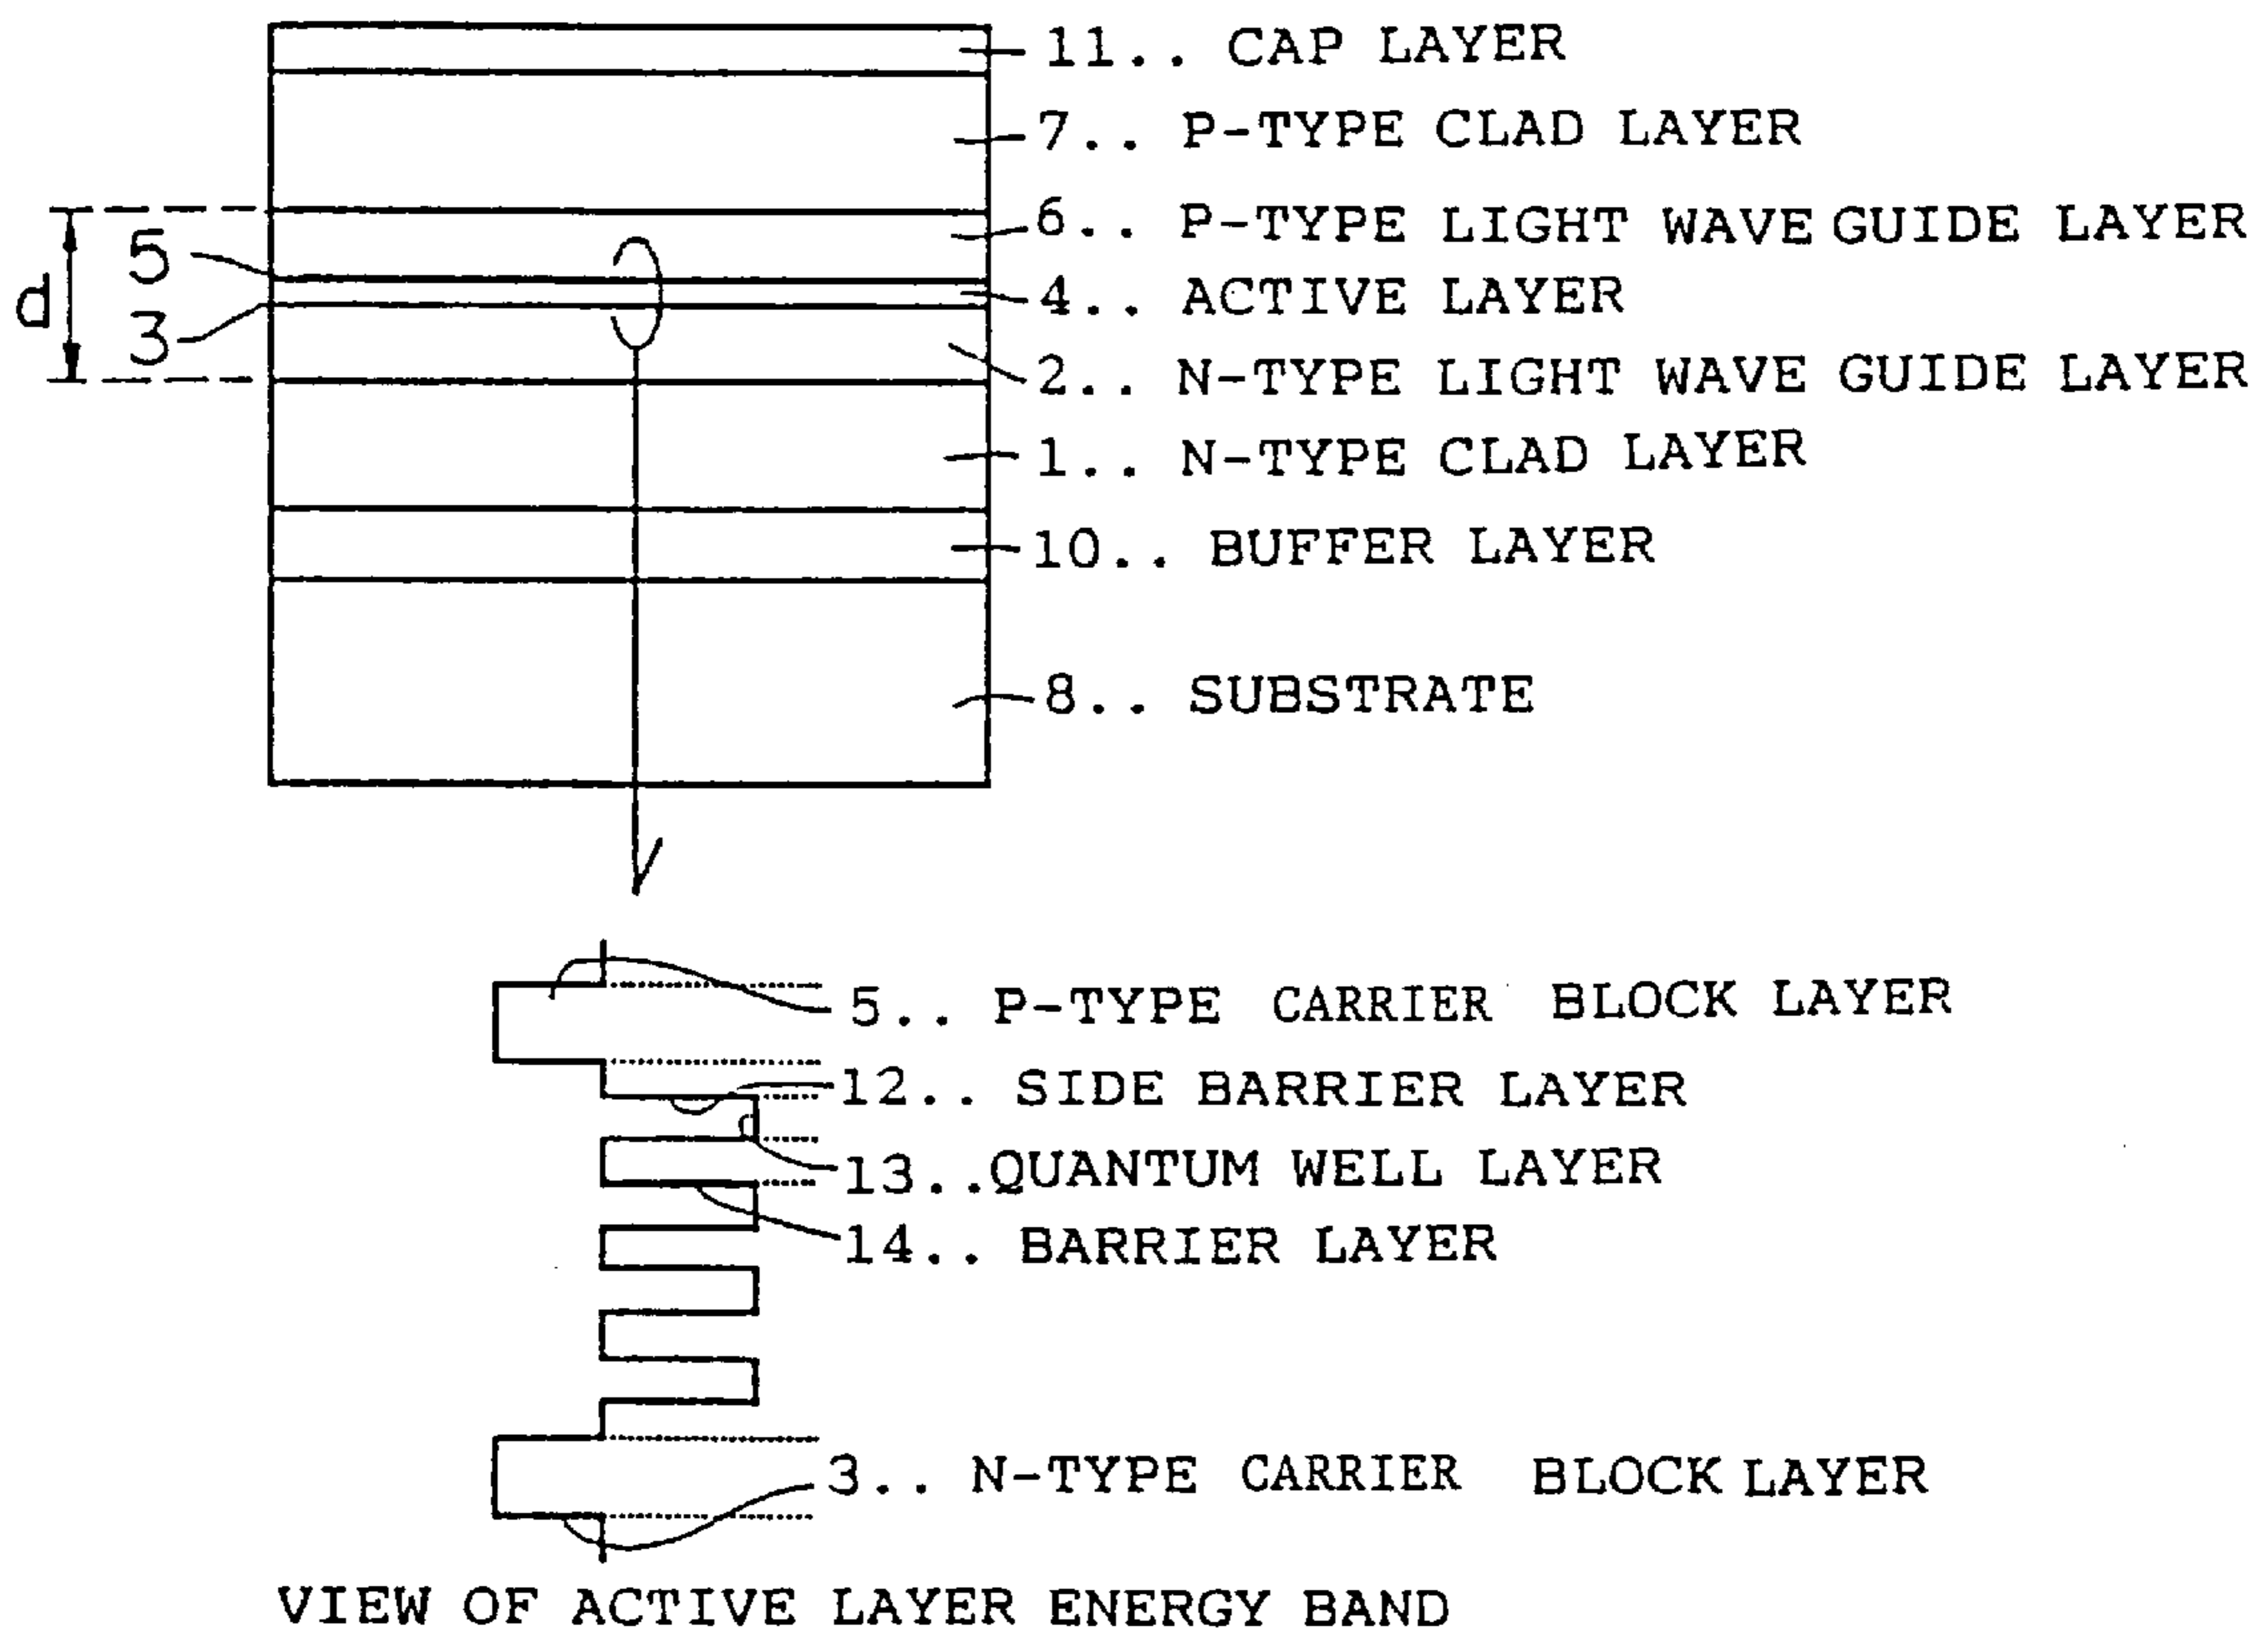 11.. CAP LAYER
7.. P-TYPE CLAD LAYER
6.. P-TYPE LIGHT WAVE GUIDE LAYER
5
4.. ACTIVE LAYER
d
3
2.. N-TYPE LIGHT WAVE GUIDE LAYER
1.. N-TYPE CLAD LAYER
10.. BUFFER LAYER
8.. SUBSTRATE
5.. P-TYPE CARRIER BLOCK LAYER
12.. SIDE BARRIER LAYER
13..QUANTUM WELL LAYER
14.. BARRIER LAYER
3.. N-TYPE CARRIER BLOCK LAYER
VIEW OF ACTIVE LAYER ENERGY BAND